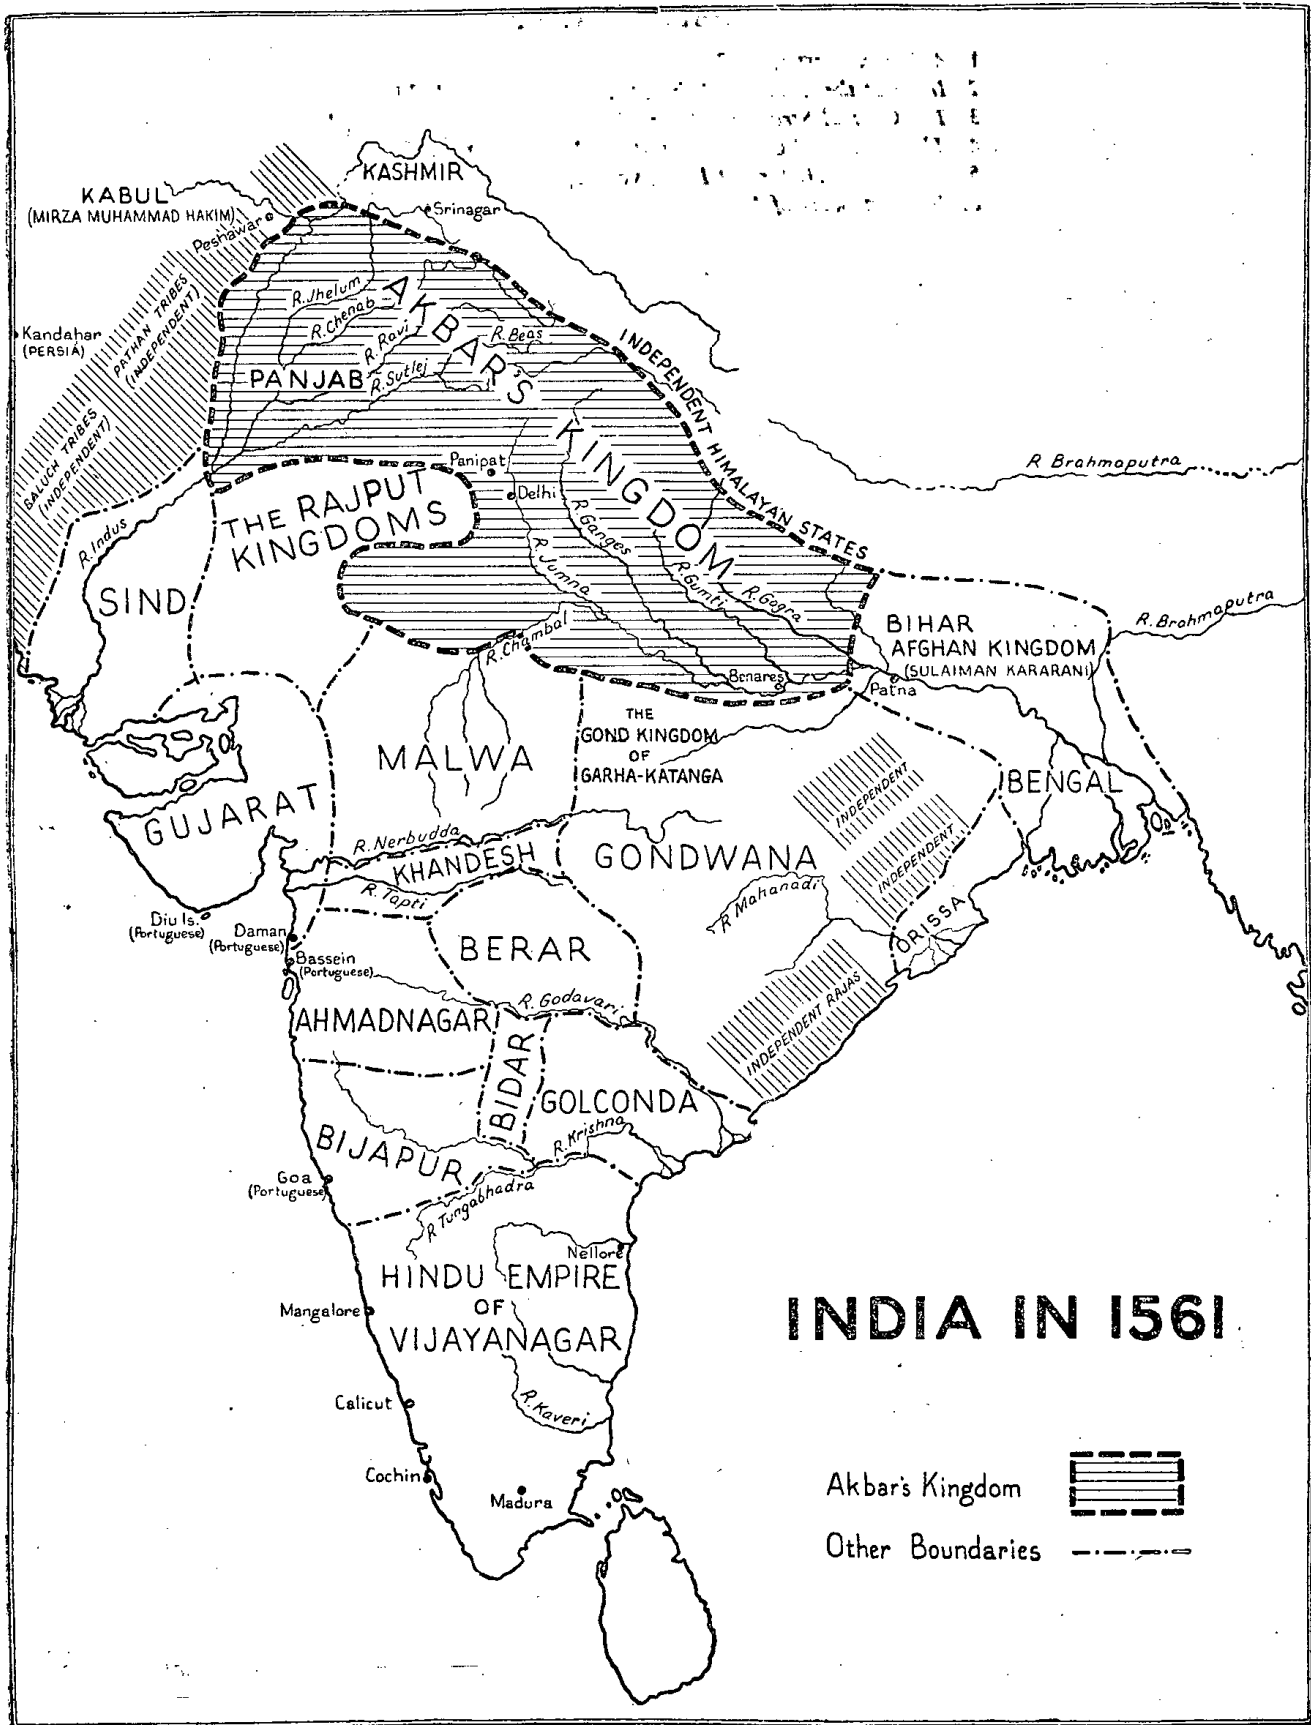 KASHMIR
Srinagar
KABUL
(MIRZA MUHAMMAD HAKIM)
Peshawar
Kandahar
(PERSIA)
PATHAN TRIBES
(INDEPENDENT)
BALUCH TRIBES
(INDEPENDENT)
R. Jhelum
R. Chenab
R. Ravi
R. Beas
R. Sutlej
PANJAB
AKBAR'S KINGDOM
INDEPENDENT HIMALAYAN STATES
R Brahmaputra
Panipat
Delhi
THE RAJPUT
KINGDOMS
R. Indus
SIND
R. Ganges
R. Jumna
R. Gumti
R. Gogra
R. Chambal
Benares
Patna
BIHAR
AFGHAN KINGDOM
(SULAIMAN KARARANI)
R. Brahmaputra
THE
GOND KINGDOM
OF
GARHA-KATANGA
MALWA
GUJARAT
BENGAL
INDEPENDENT
INDEPENDENT
R. Nerbudda
KHANDESH
R. Tapti
GONDWANA
R Mahanadi
ORISSA
Diu Is.
(Portuguese)
Daman
(Portuguese)
Bassein
(Portuguese)
BERAR
R. Godavari
AHMADNAGAR
BIDAR
GOLCONDA
INDEPENDENT RAJAS
BIJAPUR
R. Krishna
Goa
(Portuguese)
R Tungabhadra
Nellore
HINDU EMPIRE
OF
VIJAYANAGAR
Mangalore
Calicut
R. Kaveri
Cochin
Madura
INDIA IN 1561
Akbar's Kingdom
Other Boundaries